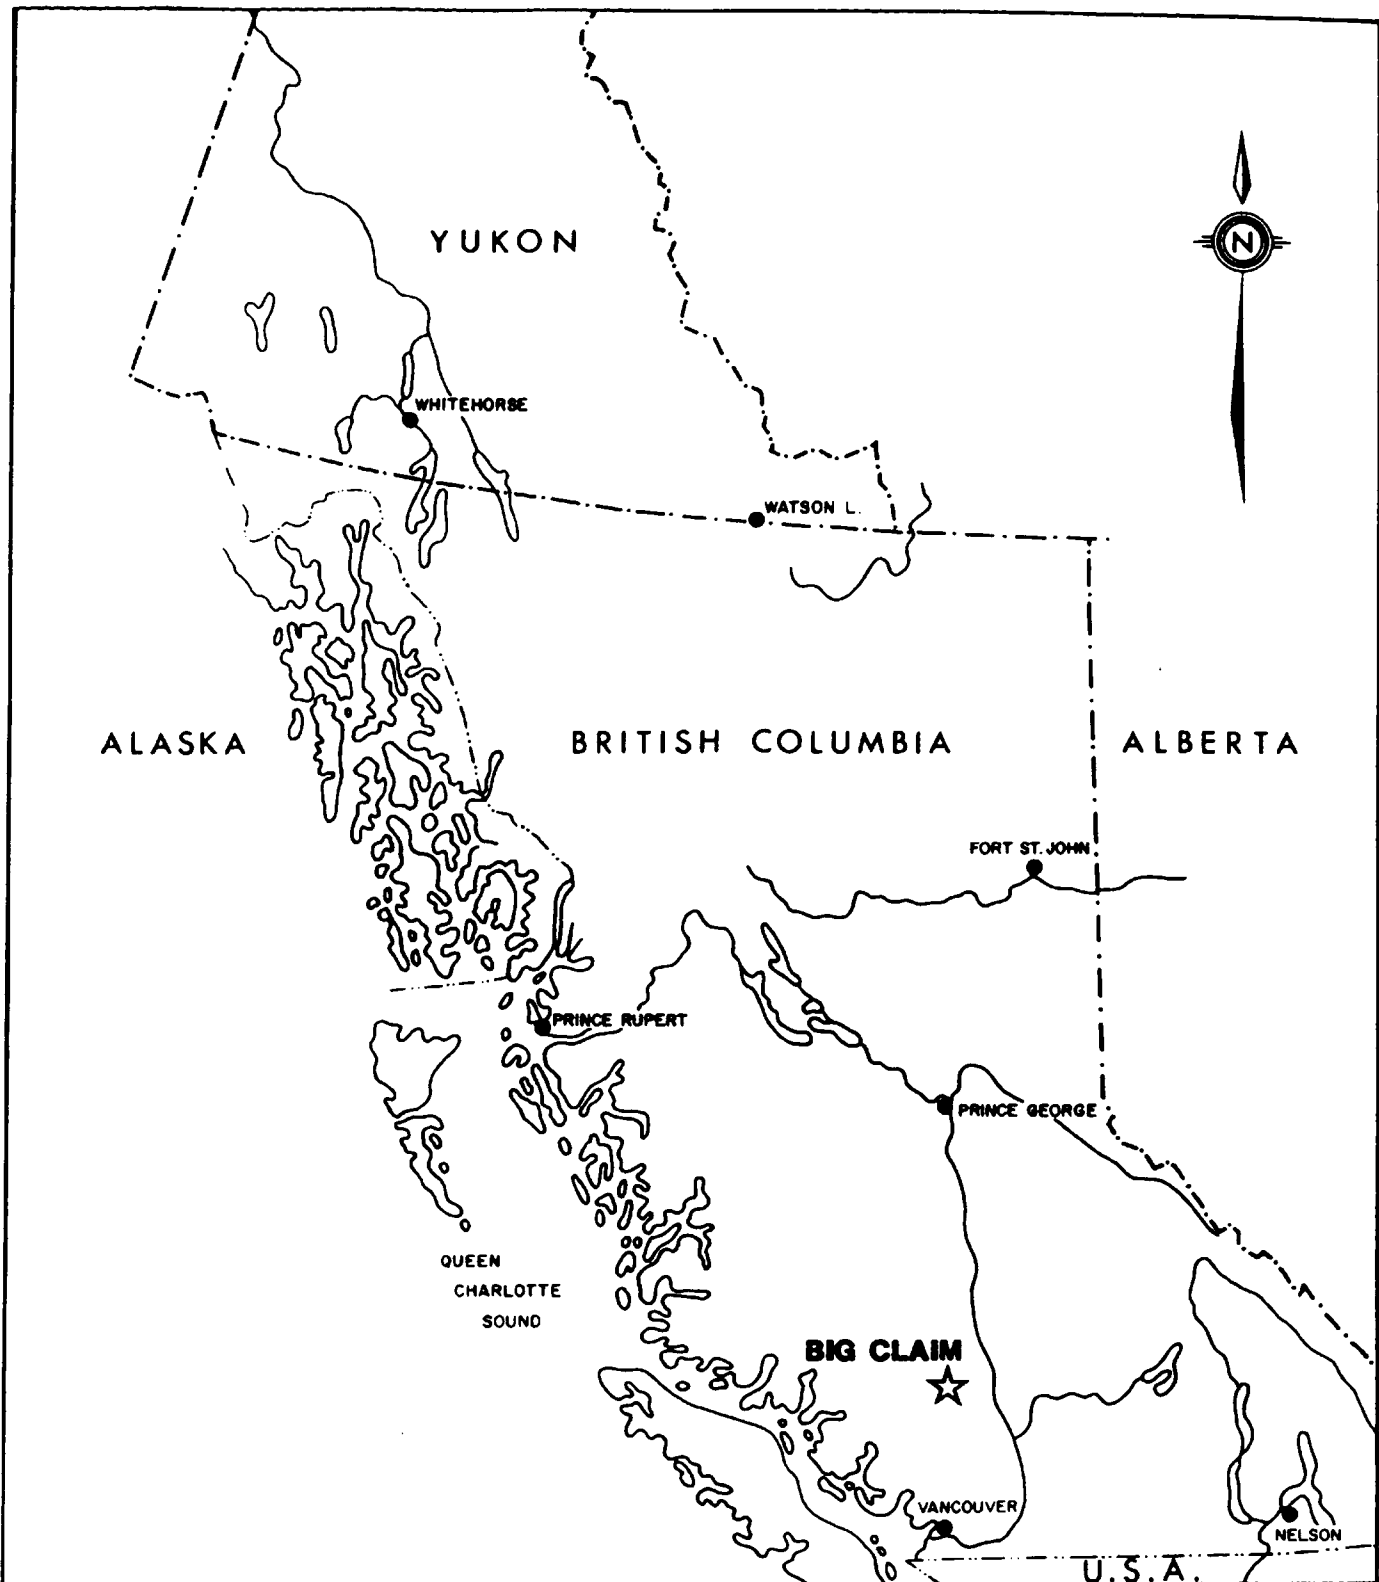 YUKON
N
WHITEHORSE
WATSON L.
ALASKA
BRITISH COLUMBIA
ALBERTA
FORT ST. JOHN
PRINCE RUPERT
PRINCE GEORGE
QUEEN
CHARLOTTE
SOUND
BIG CLAIM
VANCOUVER
NELSON
U.S.A.